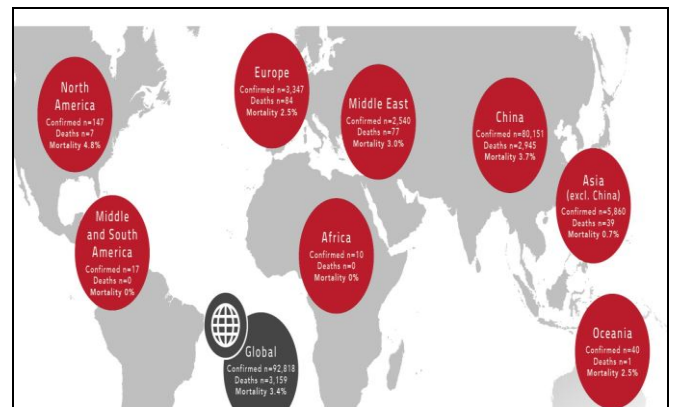 North
America
Confirmed n=147
Deaths n=7
Mortality 4.8%
Europe
Confirmed n=3,347
Deaths n=84
Mortality 2.5%
Middle East
Confirmed n=2,540
Deaths n=77
Mortality 3.0%
China
Confirmed n=80,151
Deaths n=2,945
Mortality 3.7%
Asia
(excl. China)
Confirmed n=5,860
Deaths n=39
Mortality 0.7%
Middle
and South
America
Confirmed n=17
Deaths n=0
Mortality 0%
Africa
Confirmed n=10
Deaths n=0
Mortality 0%
Global
Confirmed n=92,818
Deaths n=3,159
Mortality 3.4%
Oceania
Confirmed n=40
Deaths n=1
Mortality 2.5%